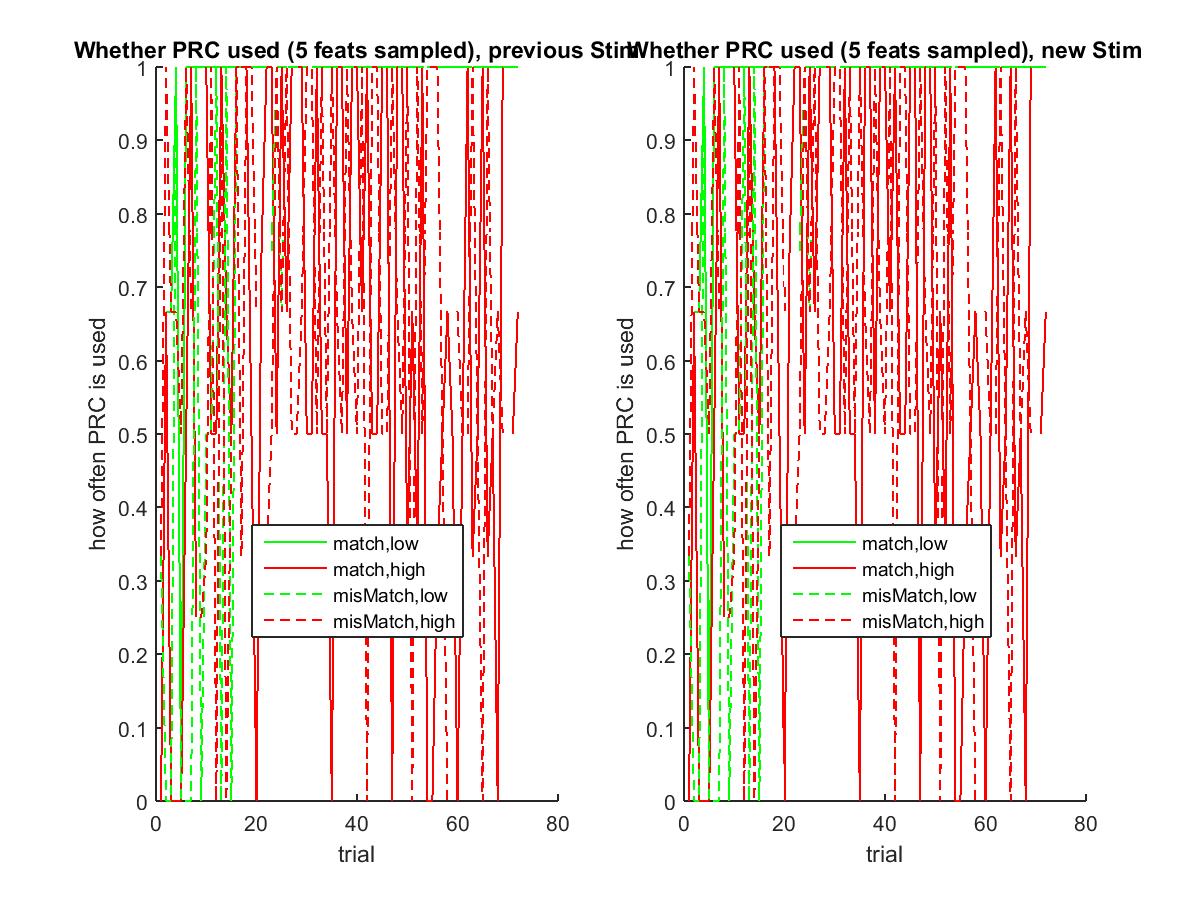 Whether PRC used (5 feats sampled), previous Stim
1
0.9
0.8
0.7
0.6
0.5
0.4
0.3
0.2
0.1
0
how often PRC is used
match,low
match,high
misMatch,low
misMatch,high
0 20 40 60 80
trial
Whether PRC used (5 feats sampled), new Stim
1
0.9
0.8
0.7
0.6
0.5
0.4
0.3
0.2
0.1
0
how often PRC is used
match,low
match,high
misMatch,low
misMatch,high
0 20 40 60 80
trial